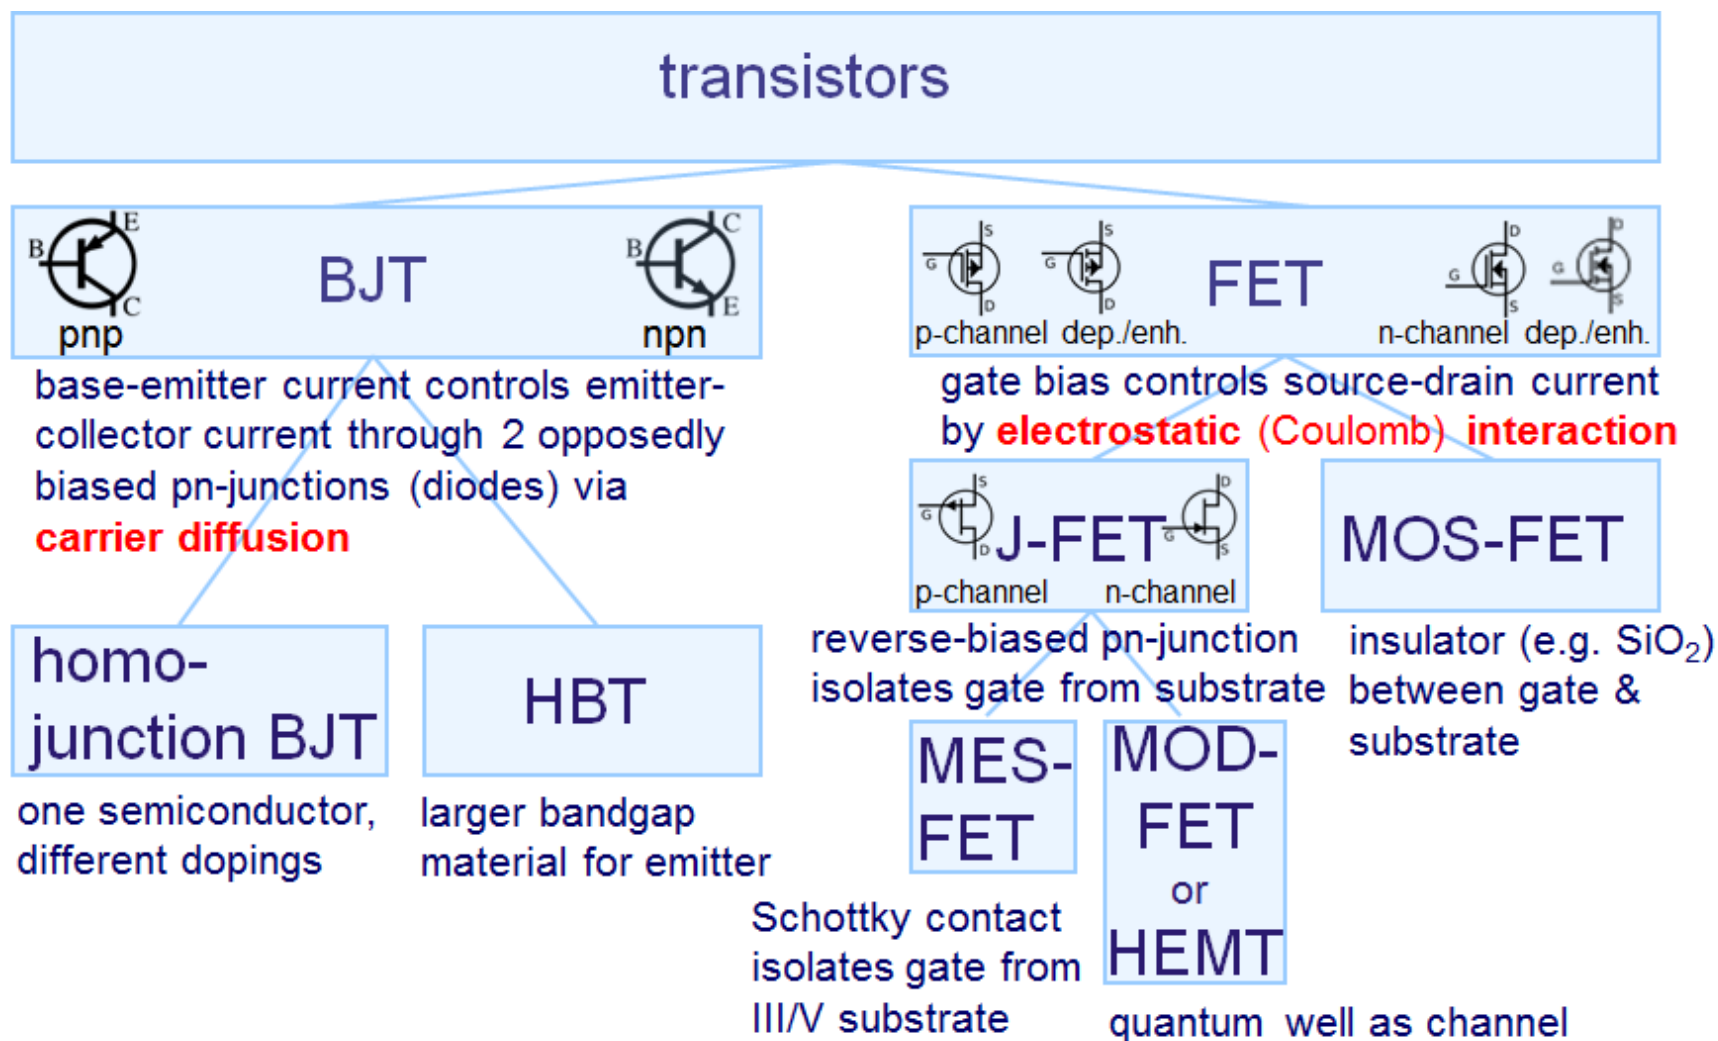 transistors
E
B
C
pnp
BJT
C
B
E
npn
S
G
D
S
G
D
p-channel dep./enh.
FET
D
G
S
D
G
S
n-channel dep./enh.
base-emitter current controls emitter-
collector current through 2 opposedly
biased pn-junctions (diodes) via
carrier diffusion
gate bias controls source-drain current
by electrostatic (Coulomb) interaction
S
G
D
p-channel
J-FET
D
G
S
n-channel
MOS-FET
homo-
junction BJT
HBT
reverse-biased pn-junction
isolates gate from substrate
insulator (e.g. SiO₂)
between gate &
substrate
one semiconductor,
different dopings
larger bandgap
material for emitter
MES-
FET
MOD-
FET
or
HEMT
Schottky contact
isolates gate from
III/V substrate
quantum well as channel